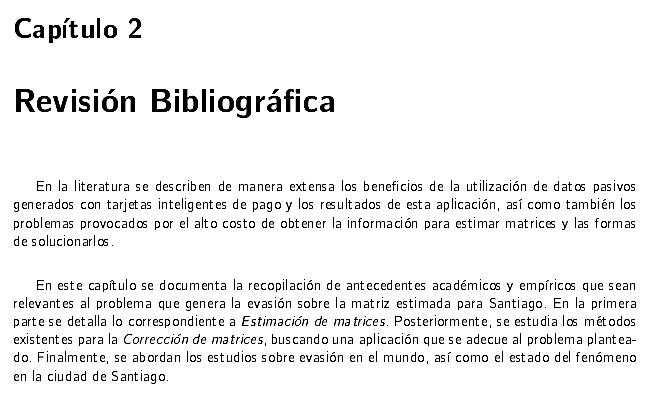 Capítulo 2
Revisión Bibliográfica
En la literatura se describen de manera extensa los beneficios de la utilización de datos pasivos
generados con tarjetas inteligentes de pago y los resultados de esta aplicación, así como también los
problemas provocados por el alto costo de obtener la información para estimar matrices y las formas
de solucionarlos.
En este capítulo se documenta la recopilación de antecedentes académicos y empíricos que sean
relevantes al problema que genera la evasión sobre la matriz estimada para Santiago. En la primera
parte se detalla lo correspondiente a Estimación de matrices. Posteriormente, se estudia los métodos
existentes para la Corrección de matrices, buscando una aplicación que se adecue al problema plantea-
do. Finalmente, se abordan los estudios sobre evasión en el mundo, así como el estado del fenómeno
en la ciudad de Santiago.